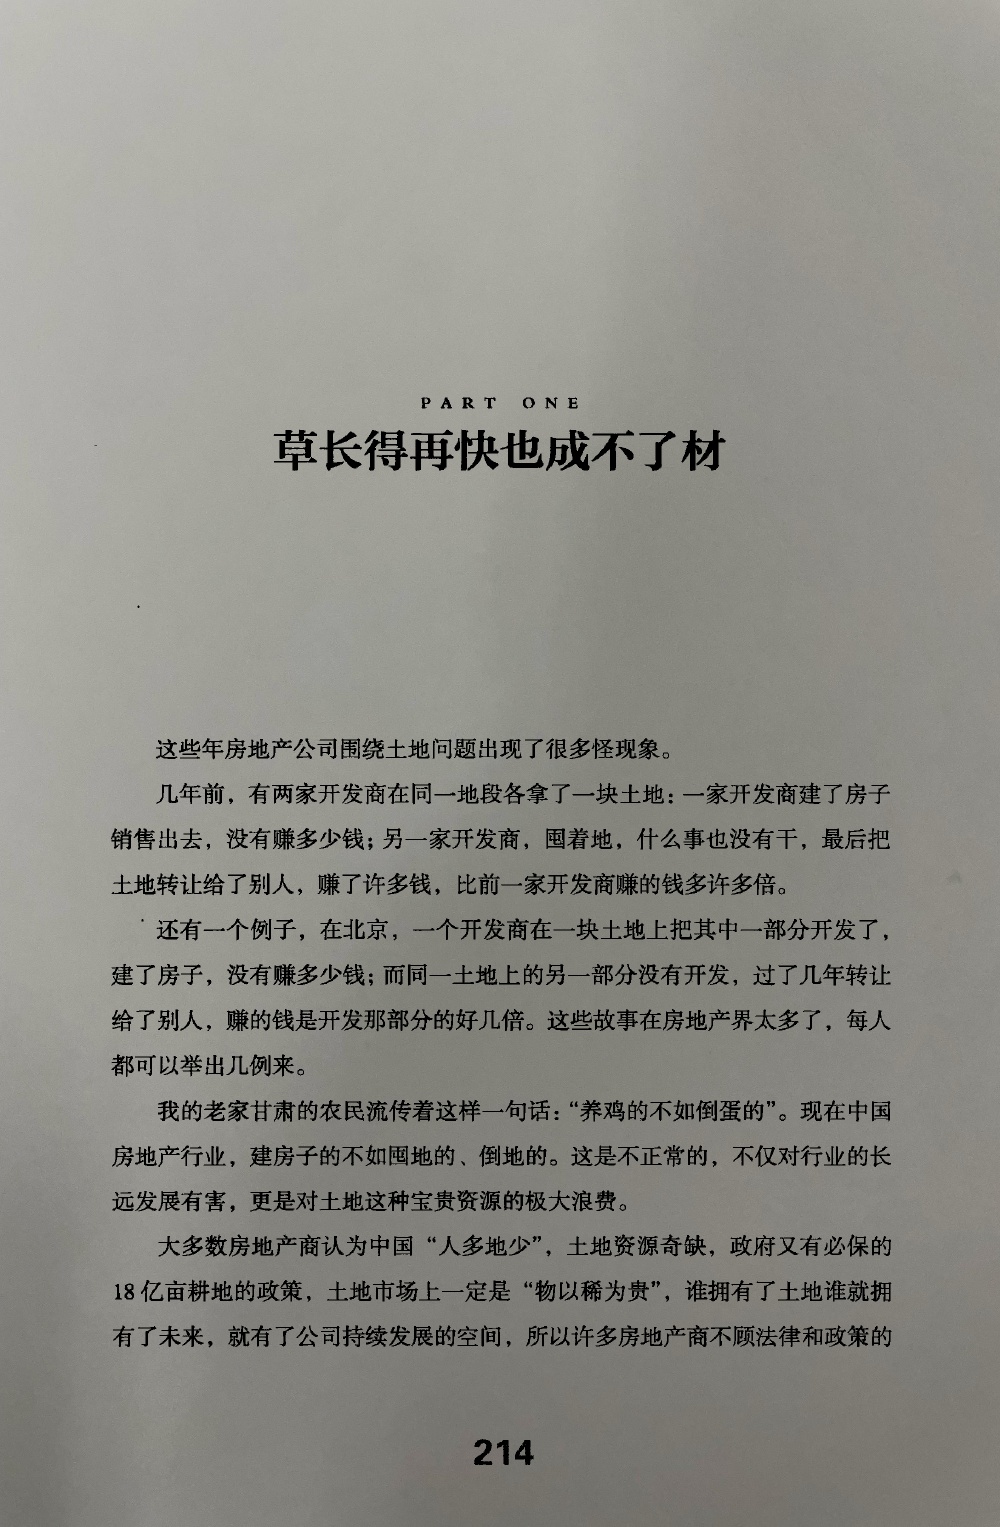 PART ONE
草长得再快也成不了材
这些年房地产公司围绕土地问题出现了很多怪现象。
几年前，有两家开发商在同一地段各拿了一块土地：一家开发商建了房子
销售出去，没有赚多少钱；另一家开发商，囤着地，什么事也没有干，最后把
土地转让给了别人，赚了许多钱，比前一家开发商赚的钱多许多倍。
还有一个例子，在北京，一个开发商在一块土地上把其中一部分开发了，
建了房子，没有赚多少钱；而同一土地上的另一部分没有开发，过了几年转让
给了别人，赚的钱是开发那部分的好几倍。这些故事在房地产界太多了，每人
都可以举出几例来。
我的老家甘肃的农民流传着这样一句话：“养鸡的不如倒蛋的”。现在中国
房地产行业，建房子的不如囤地的、倒地的。这是不正常的，不仅对行业的长
远发展有害，更是对土地这种宝贵资源的极大浪费。
大多数房地产商认为中国“人多地少”，土地资源奇缺，政府又有必保的
18亿亩耕地的政策，土地市场上一定是“物以稀为贵”，谁拥有了土地谁就拥
有了未来，就有了公司持续发展的空间，所以许多房地产商不顾法律和政策的
214